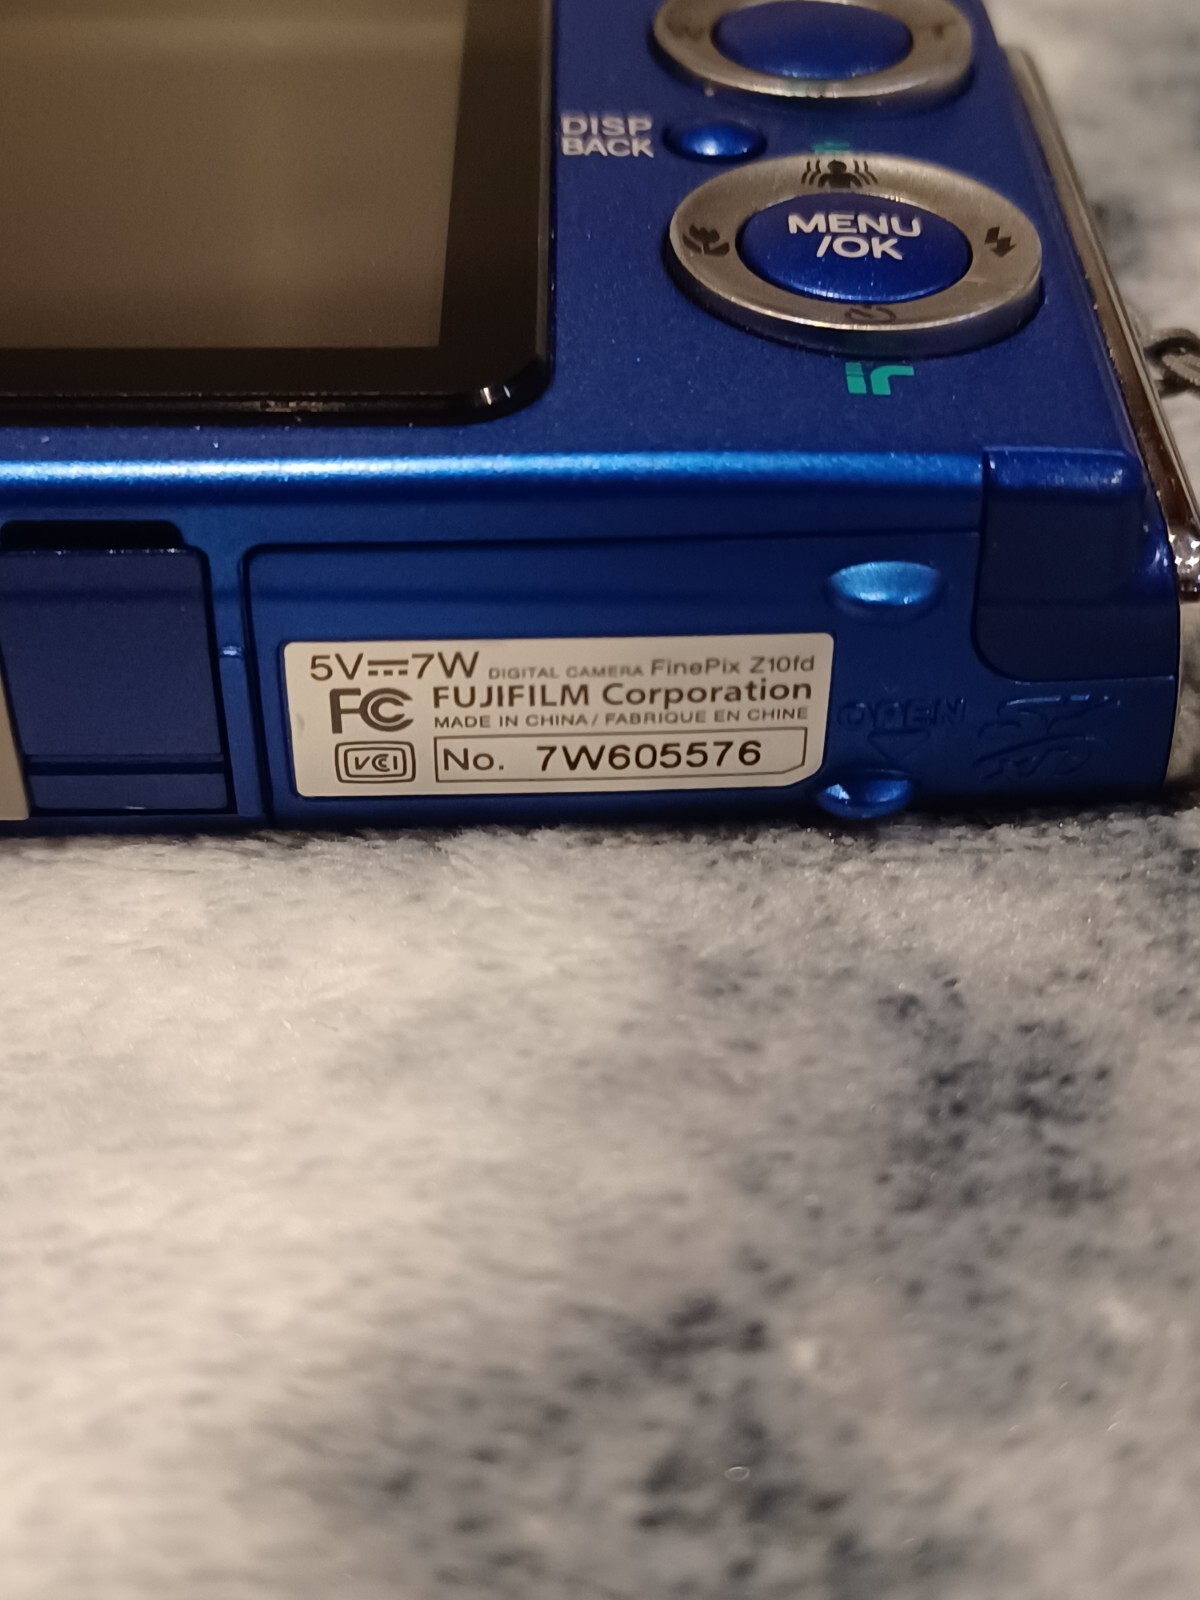 DISP
BACK
MENU
/OK
5V⎓7W DIGITAL CAMERA FinePix Z10fd
FC FUJIFILM Corporation
MADE IN CHINA / FABRIQUE EN CHINE
VCI No. 7W605576
OPEN